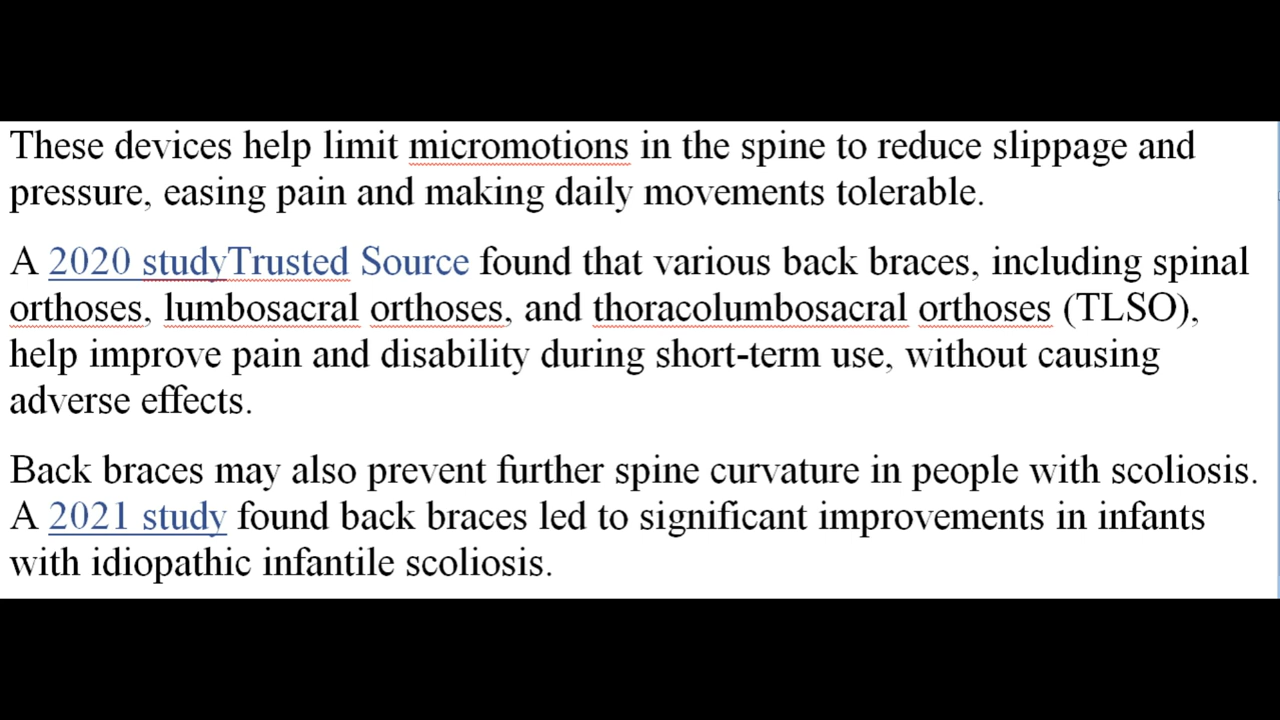 These devices help limit micromotions in the spine to reduce slippage and
pressure, easing pain and making daily movements tolerable.
A 2020 studyTrusted Source found that various back braces, including spinal
orthoses, lumbosacral orthoses, and thoracolumbosacral orthoses (TLSO),
help improve pain and disability during short-term use, without causing
adverse effects.
Back braces may also prevent further spine curvature in people with scoliosis.
A 2021 study found back braces led to significant improvements in infants
with idiopathic infantile scoliosis.